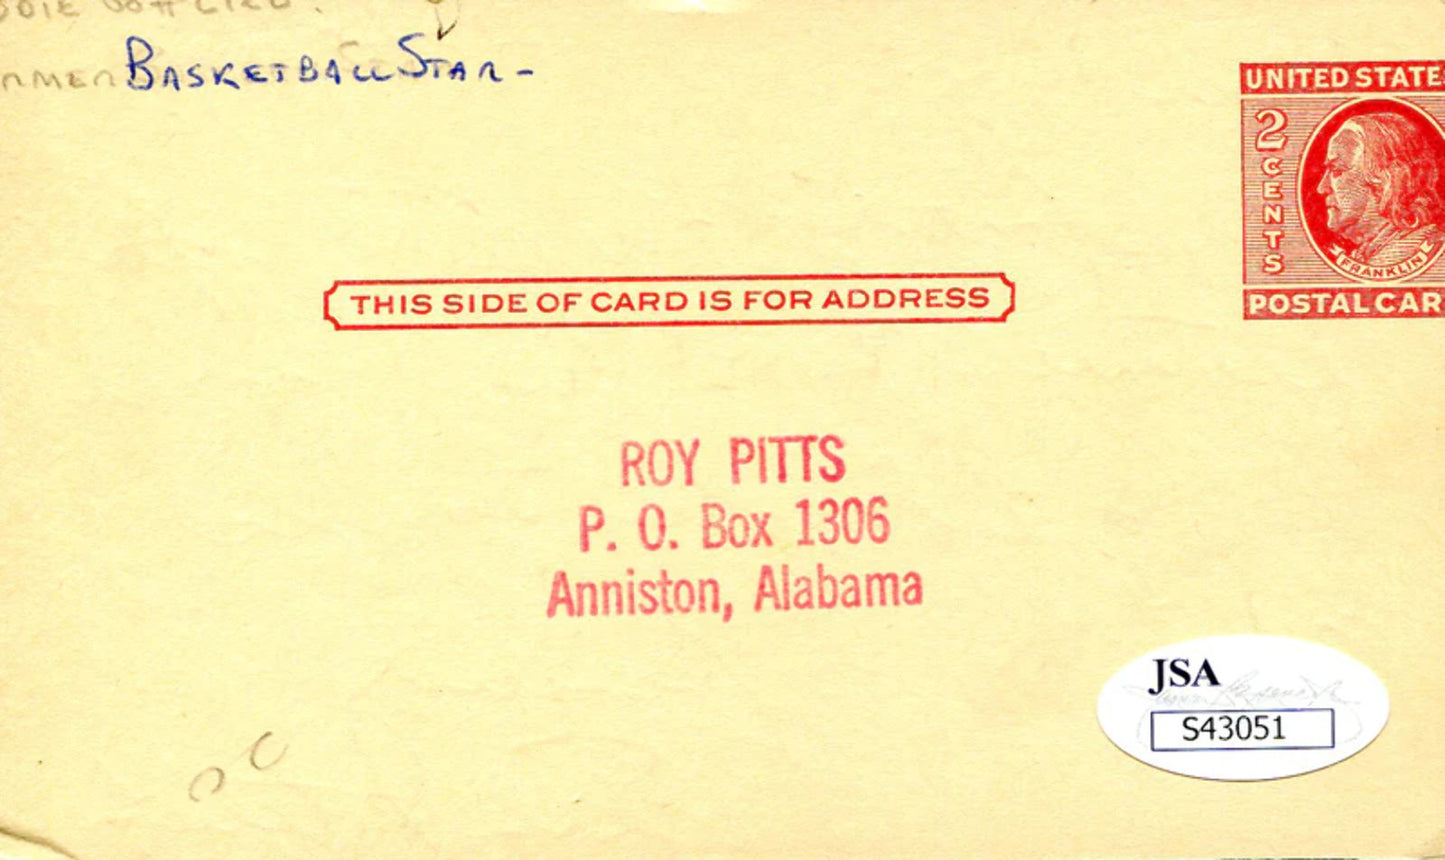 BASKETBALL STAR -
UNITED STATE
2
CENTS
FRANKLIN
POSTAL CAR
THIS SIDE OF CARD IS FOR ADDRESS
ROY PITTS
P. O. Box 1306
Anniston, Alabama
JSA
S43051